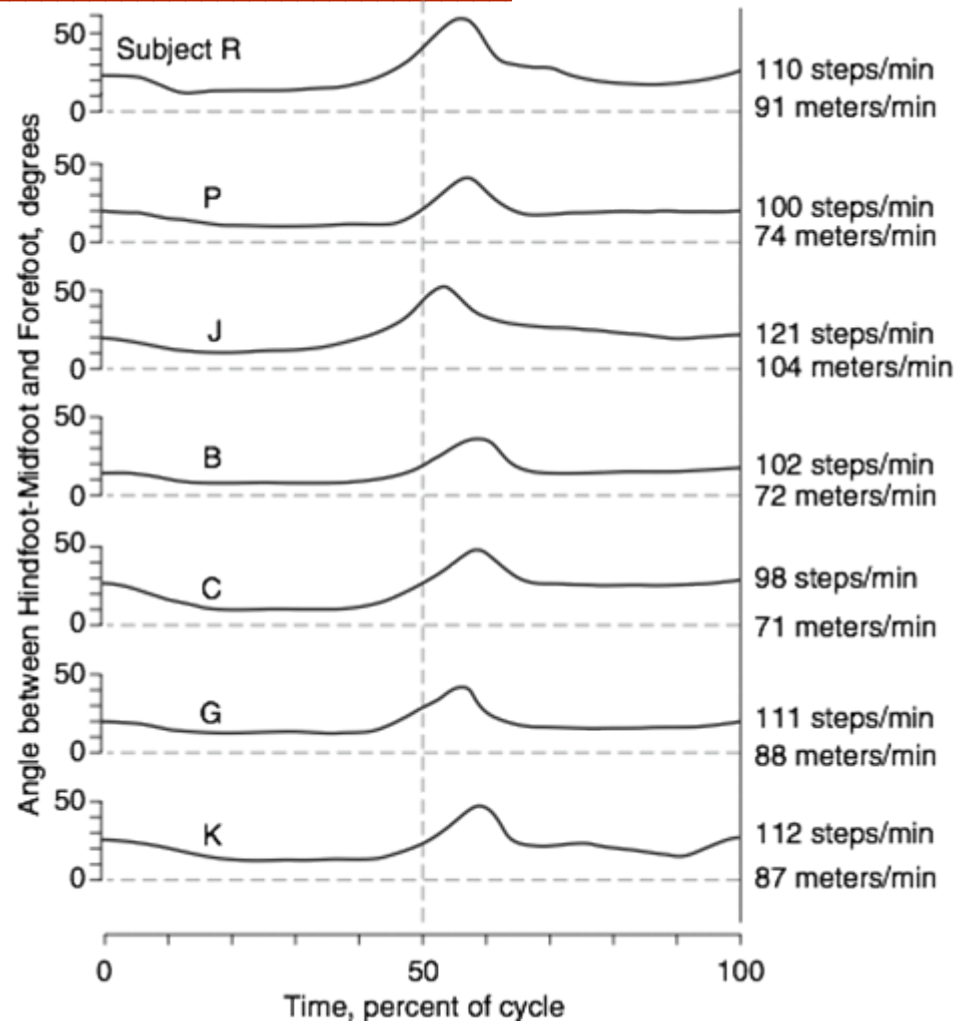 Angle between Hindfoot-Midfoot and Forefoot, degrees
50
Subject R
0
110 steps/min
91 meters/min
50
P
0
100 steps/min
74 meters/min
50
J
0
121 steps/min
104 meters/min
50
B
0
102 steps/min
72 meters/min
50
C
0
98 steps/min
71 meters/min
50
G
0
111 steps/min
88 meters/min
50
K
0
112 steps/min
87 meters/min
0 50 100
Time, percent of cycle